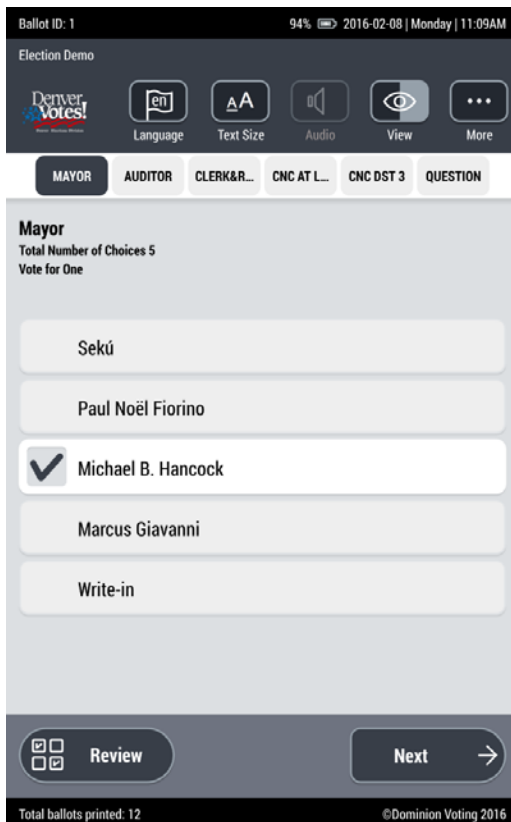 Ballot ID: 1 94% 2016-02-08 | Monday | 11:09AM
Election Demo
Denver
Votes!
en
AA
Language Text Size Audio View More
MAYOR AUDITOR CLERK&R... CNC AT L... CNC DST 3 QUESTION
Mayor
Total Number of Choices 5
Vote for One
Sekú
Paul Noël Fiorino
Michael B. Hancock
Marcus Giavanni
Write-in
Review Next
Total ballots printed: 12 ©Dominion Voting 2016